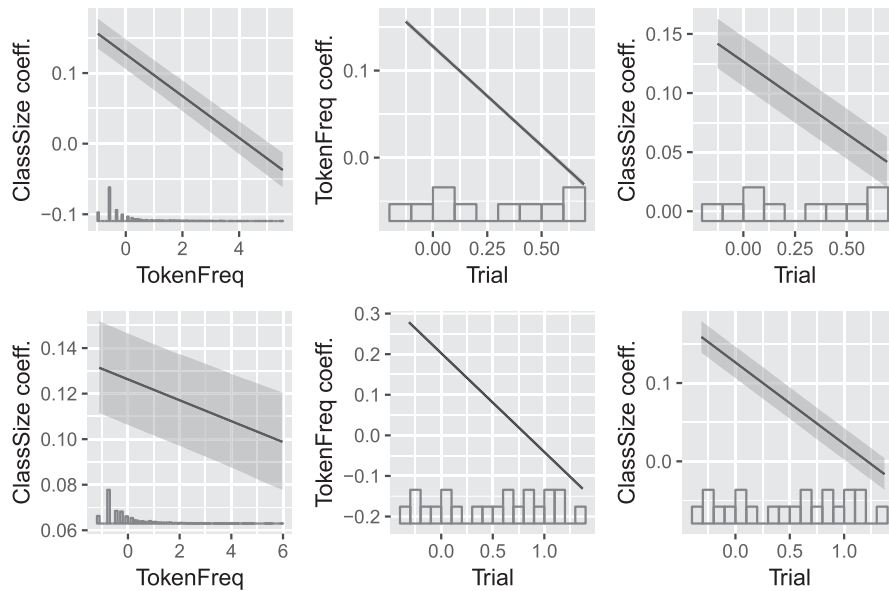 ClassSize coeff.
0.1
0.0
−0.1
0 2 4
TokenFreq
TokenFreq coeff.
0.1
0.0
0.00 0.25 0.50
Trial
ClassSize coeff.
0.15
0.10
0.05
0.00
0.00 0.25 0.50
Trial
ClassSize coeff.
0.14
0.12
0.10
0.08
0.06
0 2 4 6
TokenFreq
TokenFreq coeff.
0.3
0.2
0.1
0.0
−0.1
−0.2
0.0 0.5 1.0
Trial
ClassSize coeff.
0.1
0.0
0.0 0.5 1.0
Trial